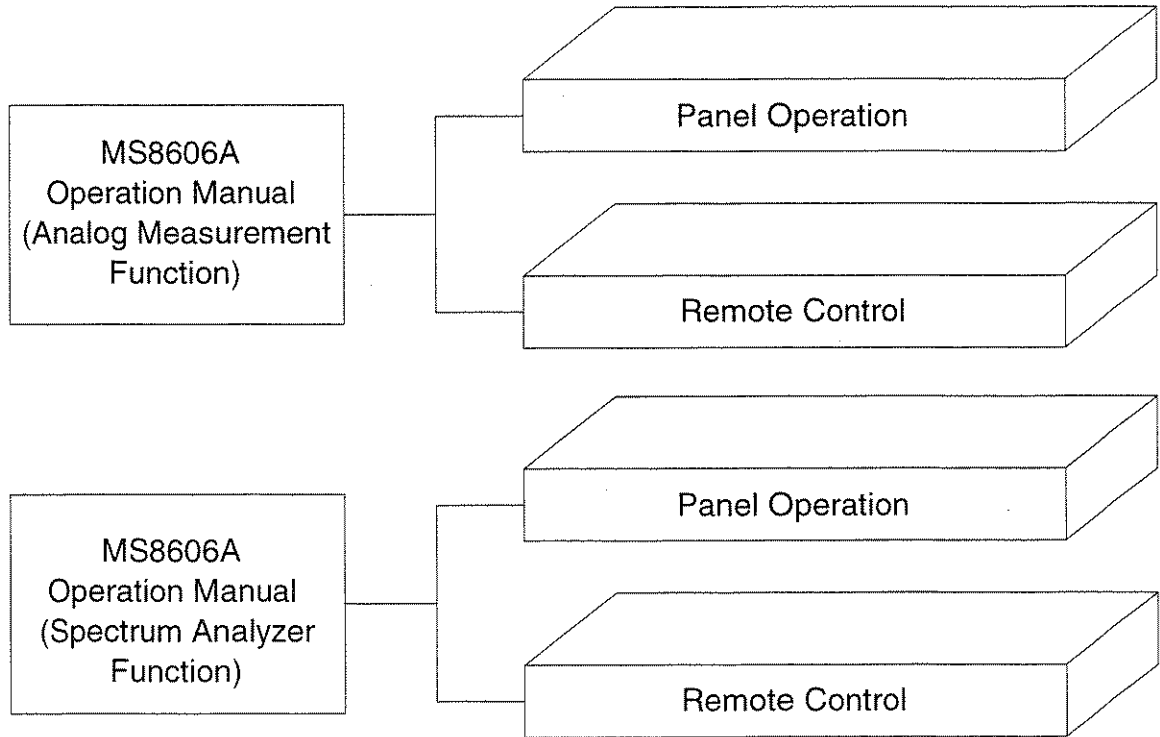 MS8606A
Operation Manual
(Analog Measurement
Function)
Panel Operation
Remote Control
MS8606A
Operation Manual
(Spectrum Analyzer
Function)
Panel Operation
Remote Control